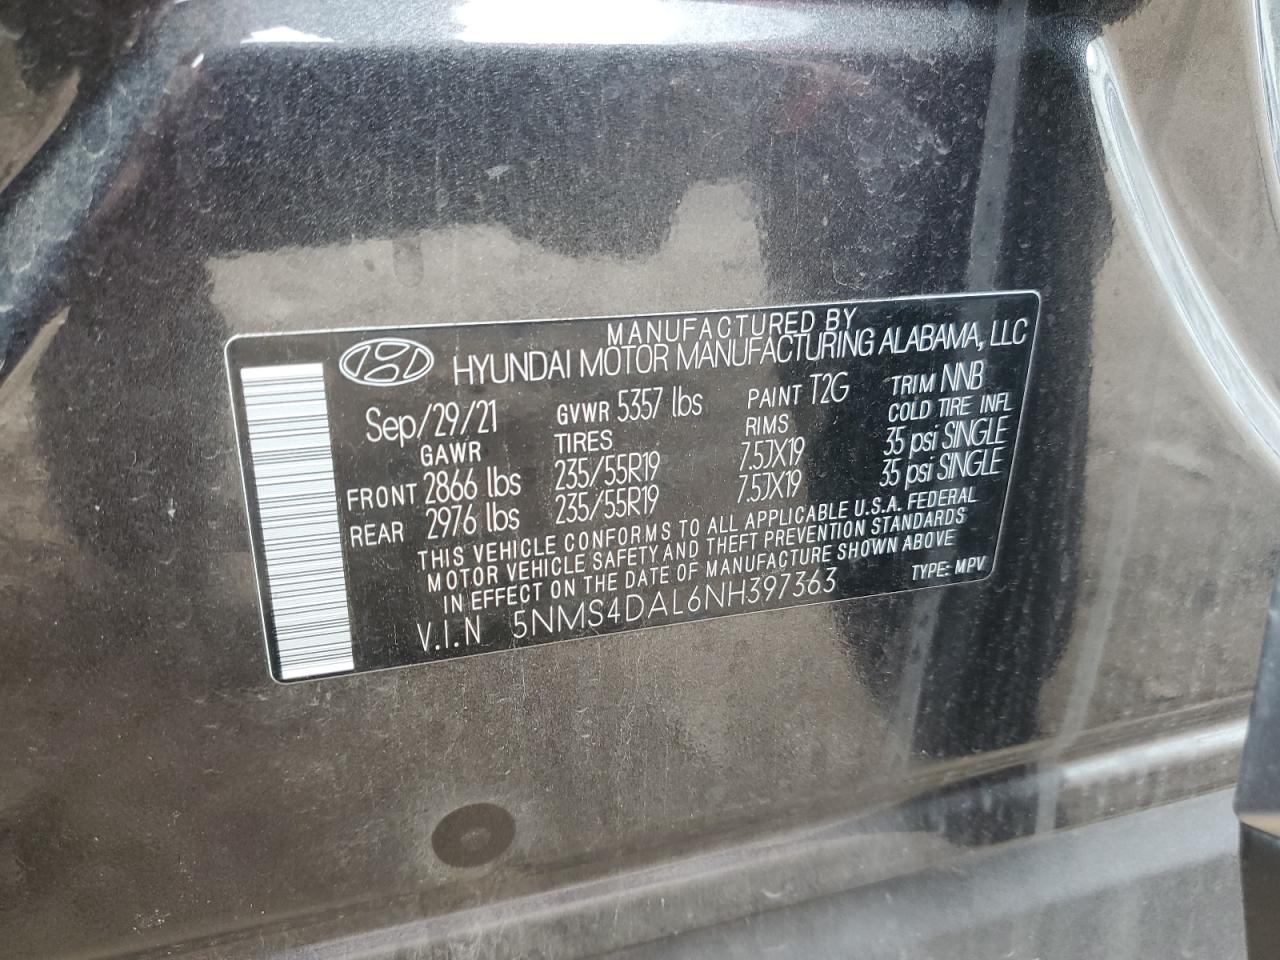 MANUFACTURED BY
HYUNDAI MOTOR MANUFACTURING ALABAMA, LLC
Sep/29/21 GVWR 5357 lbs PAINT T2G TRIM NNB
GAWR TIRES RIMS COLD TIRE INFL
FRONT 2866 lbs 235/55R19 7.5JX19 35 psi SINGLE
REAR 2976 lbs 235/55R19 7.5JX19 35 psi SINGLE
THIS VEHICLE CONFORMS TO ALL APPLICABLE U.S.A. FEDERAL
MOTOR VEHICLE SAFETY AND THEFT PREVENTION STANDARDS
IN EFFECT ON THE DATE OF MANUFACTURE SHOWN ABOVE
V.I.N 5NMS4DAL6NH397363 TYPE: MPV